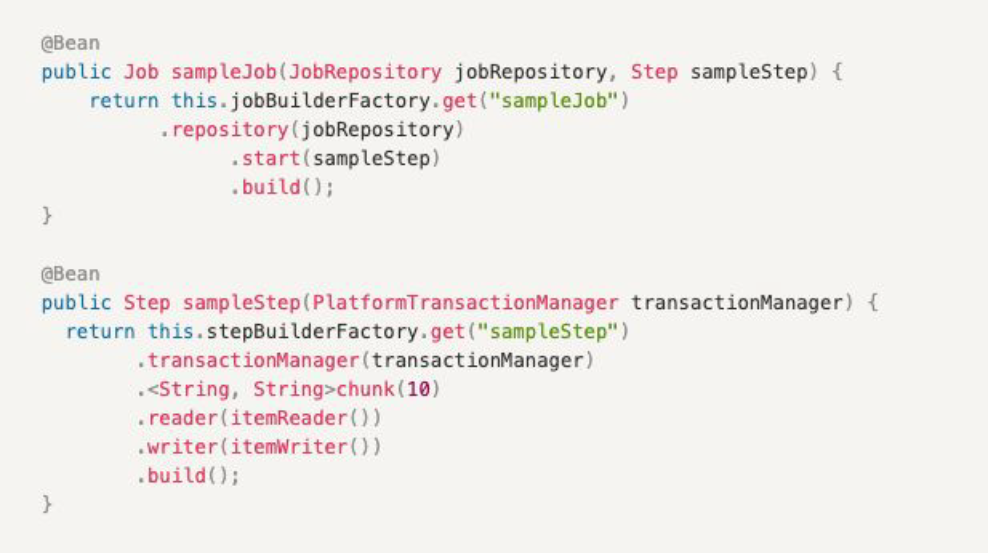 @Bean
public Job sampleJob(JobRepository jobRepository, Step sampleStep) {
    return this.jobBuilderFactory.get("sampleJob")
          .repository(jobRepository)
                .start(sampleStep)
                .build();
}

@Bean
public Step sampleStep(PlatformTransactionManager transactionManager) {
  return this.stepBuilderFactory.get("sampleStep")
        .transactionManager(transactionManager)
        .<String, String>chunk(10)
        .reader(itemReader())
        .writer(itemWriter())
        .build();
}